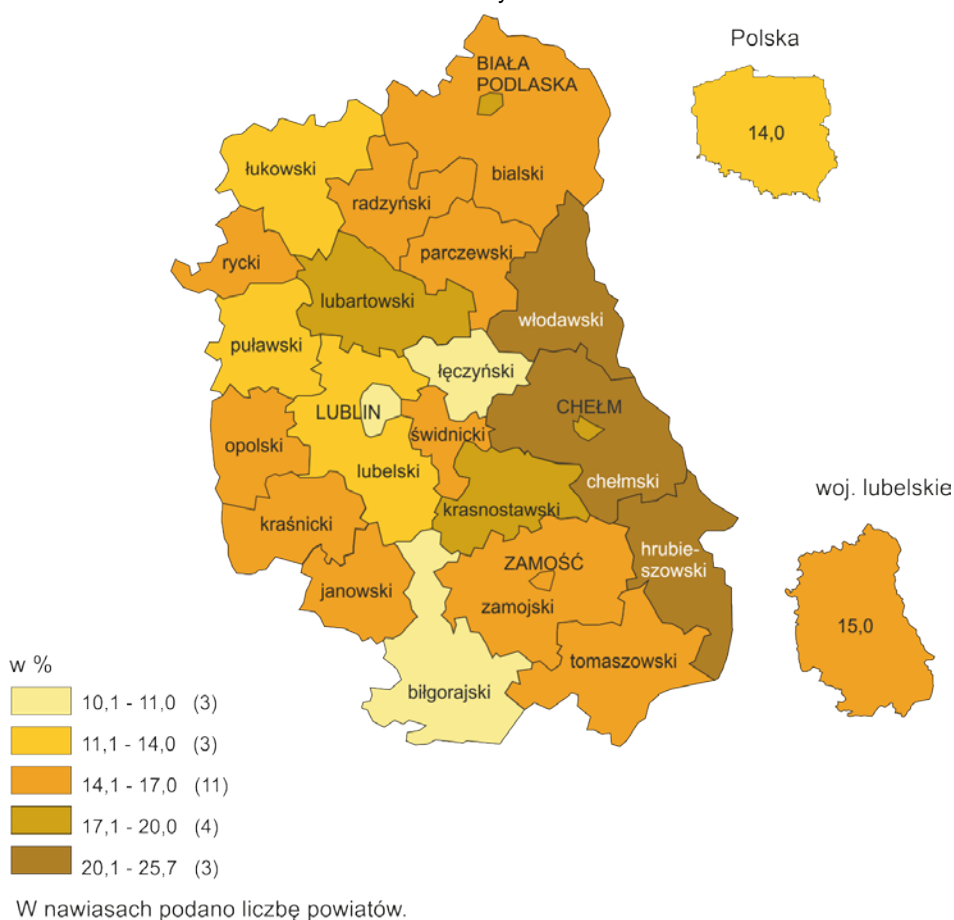 Polska
14,0
BIAŁA
PODLASKA
łukowski
bialski
radzyński
parczewski
rycki
lubartowski
włodawski
puławski
łęczyński
LUBLIN
CHEŁM
świdnicki
opolski
lubelski
chełmski
woj. lubelskie
krasnostawski
kraśnicki
hrubie-
szowski
ZAMOŚĆ
janowski
zamojski
15,0
tomaszowski
biłgorajski
w %
10,1 - 11,0 (3)
11,1 - 14,0 (3)
14,1 - 17,0 (11)
17,1 - 20,0 (4)
20,1 - 25,7 (3)
W nawiasach podano liczbę powiatów.